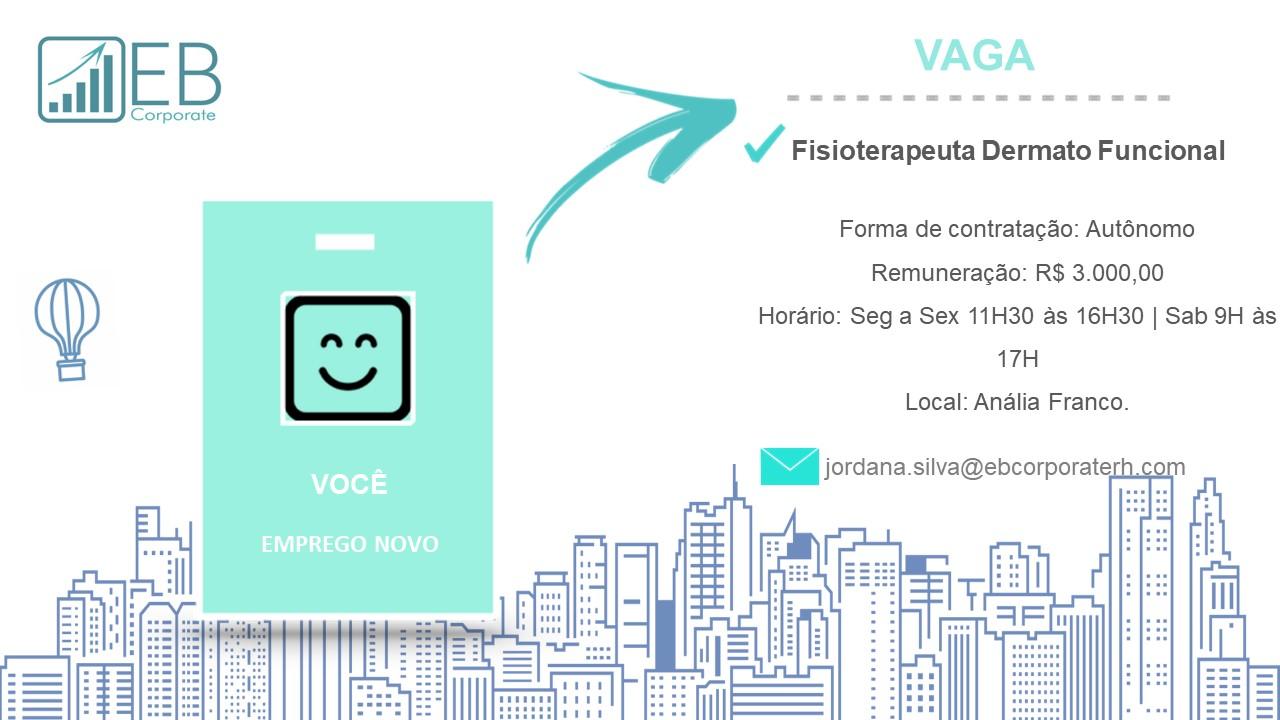 EB
Corporate
VAGA
Fisioterapeuta Dermato Funcional
Forma de contratação: Autônomo
Remuneração: R$ 3.000,00
Horário: Seg a Sex 11H30 às 16H30 | Sab 9H às
17H
Local: Anália Franco.
jordana.silva@ebcorporaterh.com
VOCÊ
EMPREGO NOVO